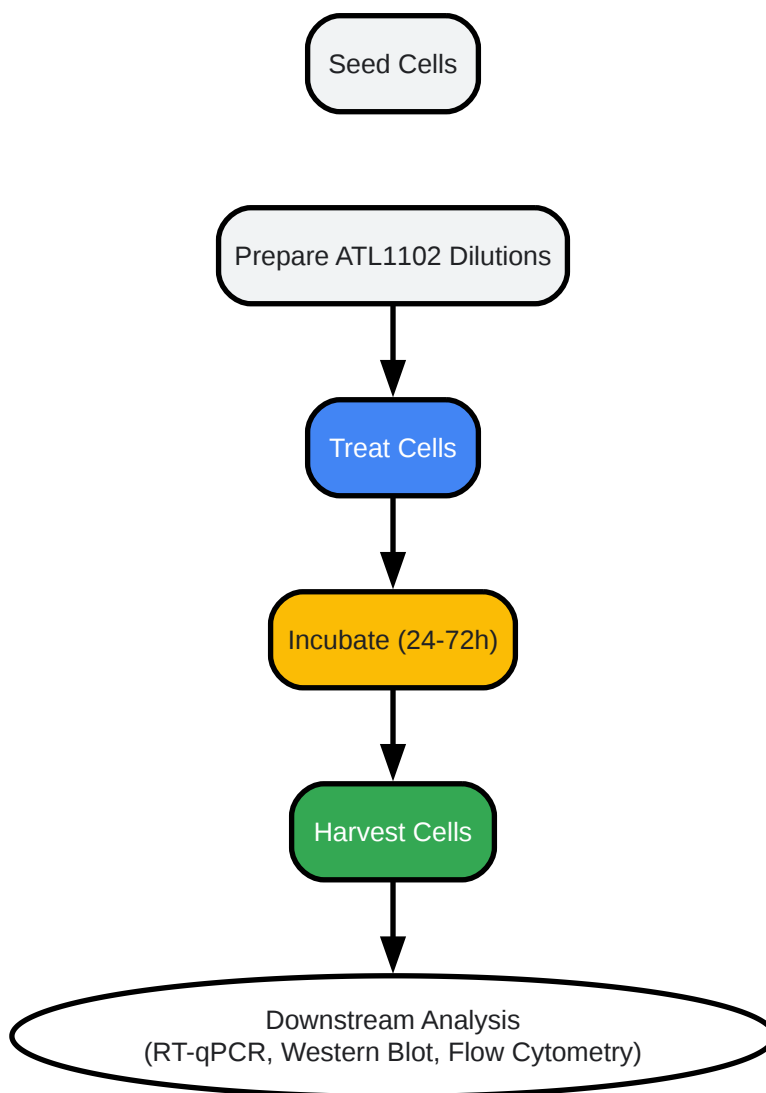 Seed Cells
Prepare ATL1102 Dilutions
Treat Cells
Incubate (24-72h)
Harvest Cells
Downstream Analysis
(RT-qPCR, Western Blot, Flow Cytometry)